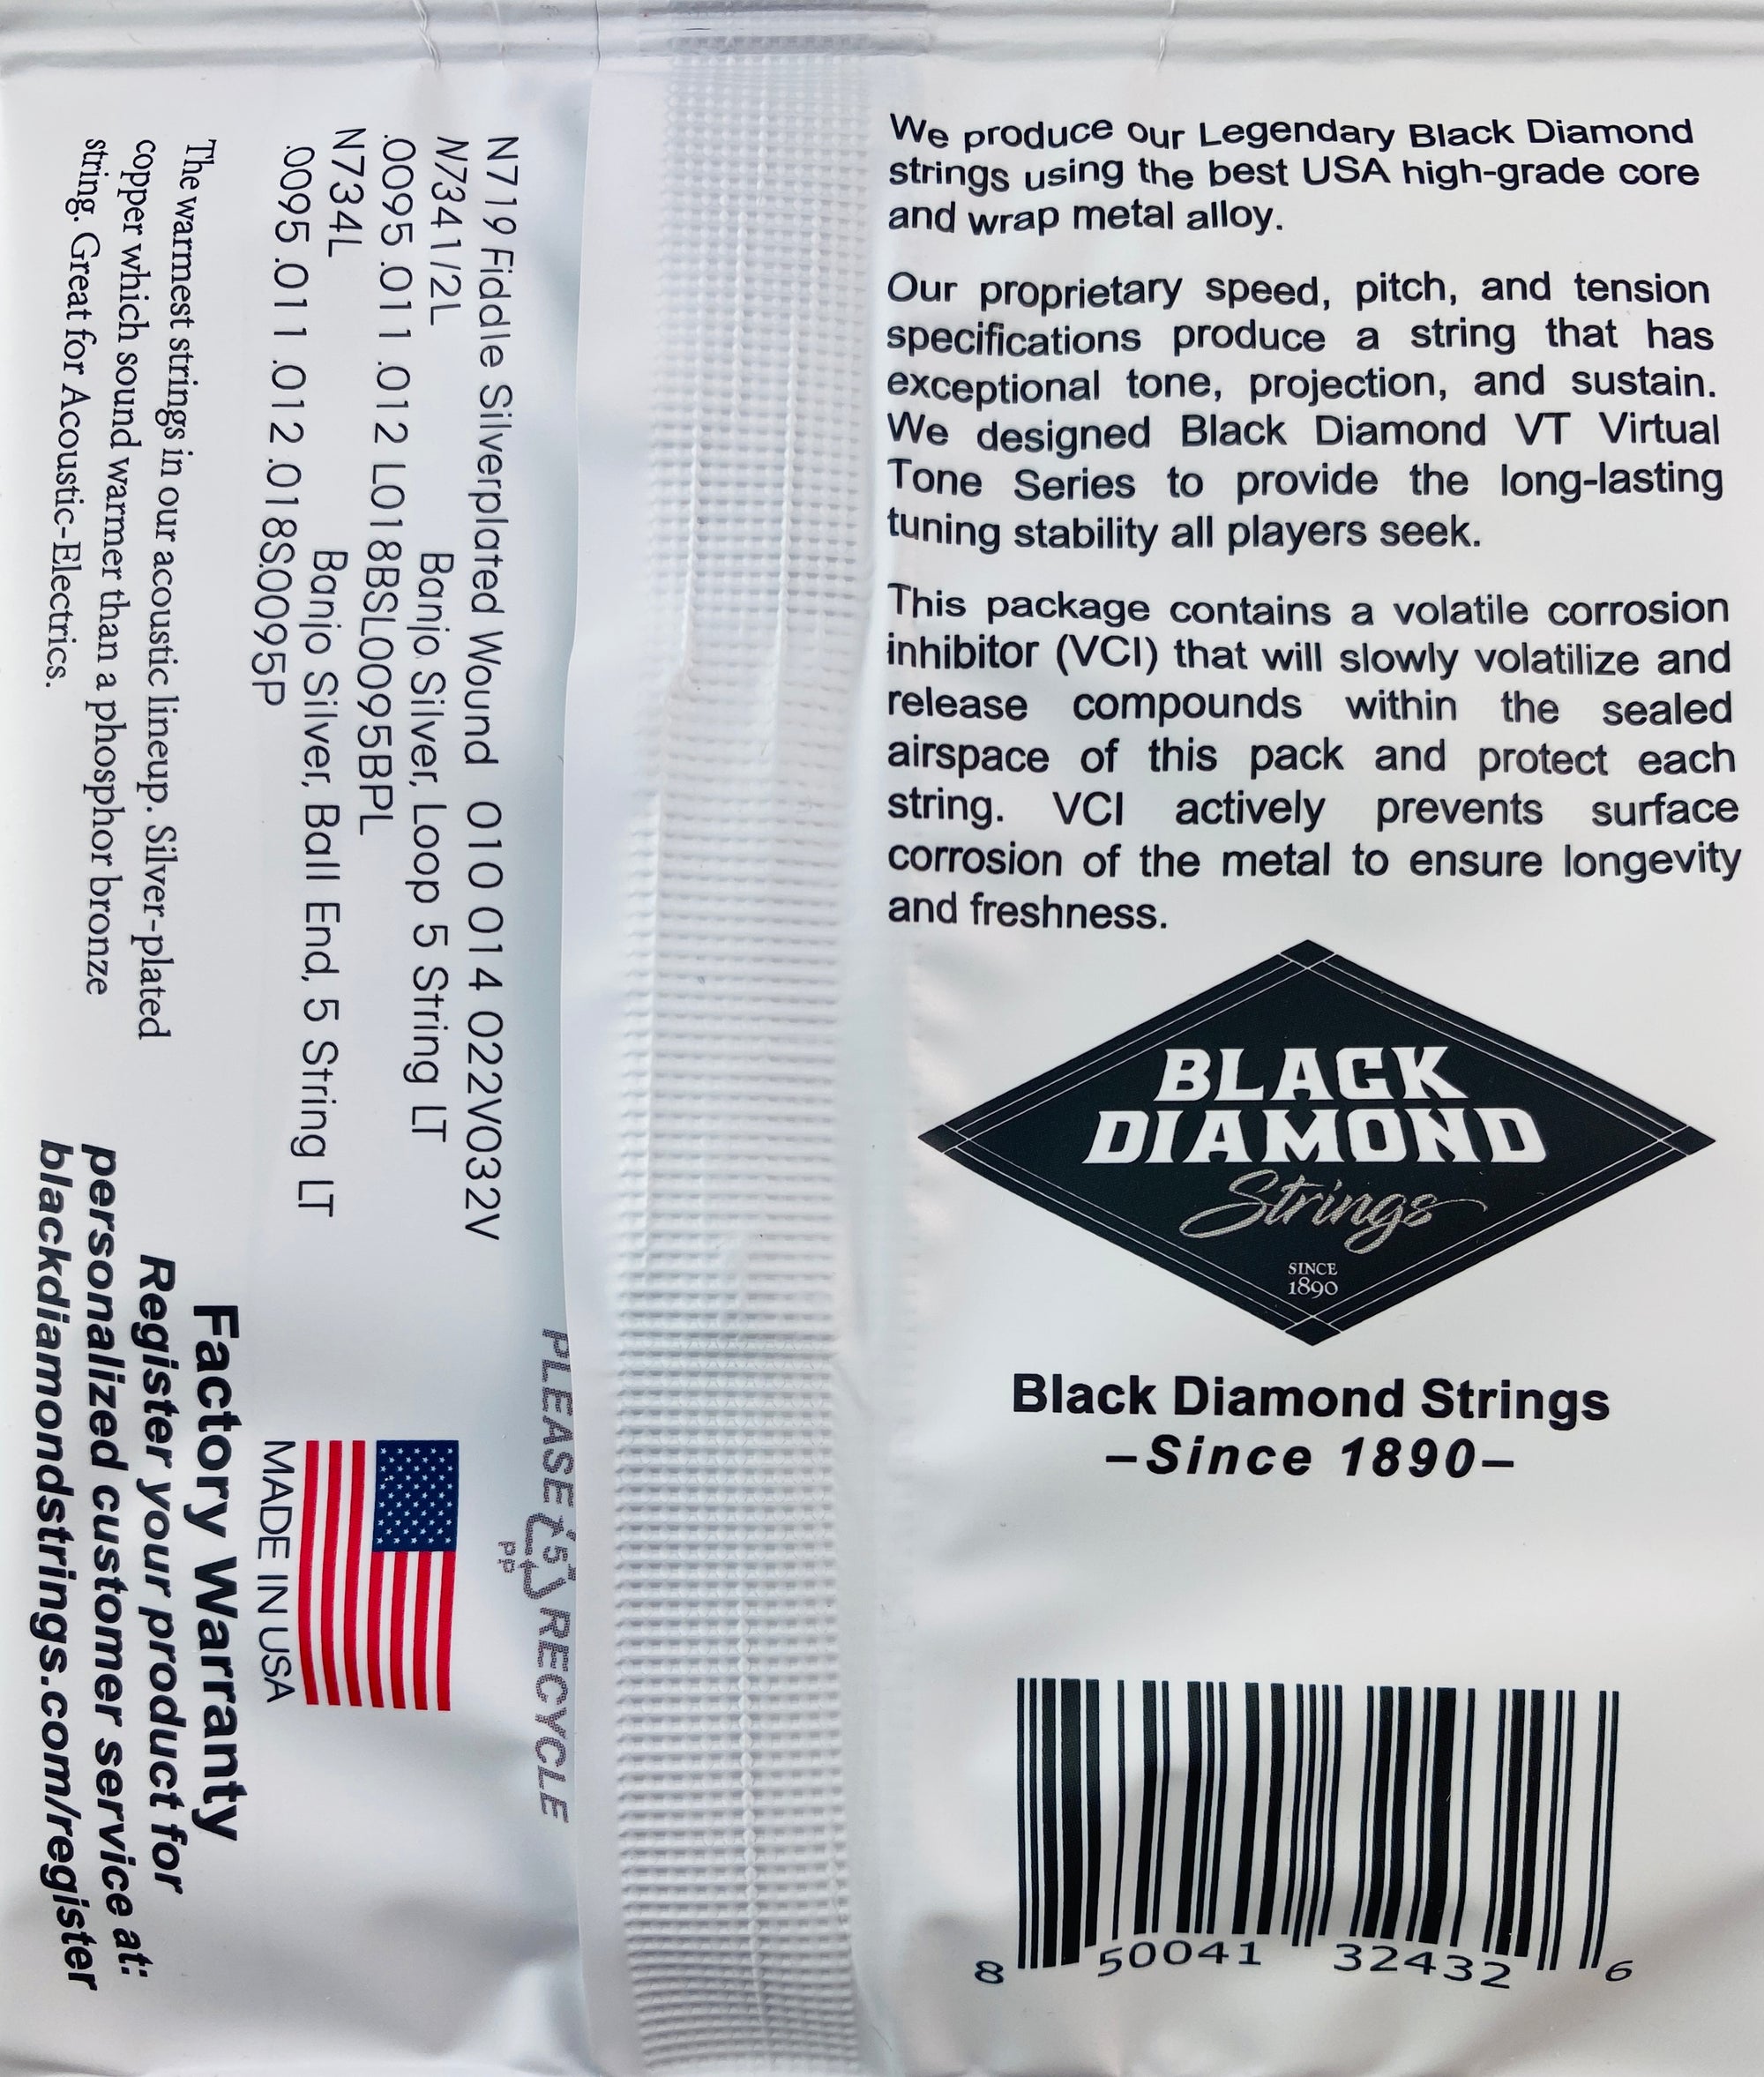 We produce our Legendary Black Diamond
strings using the best USA high-grade core
and wrap metal alloy.
Our proprietary speed, pitch, and tension
specifications produce a string that has
exceptional tone, projection, and sustain.
We designed Black Diamond VT Virtual
Tone Series to provide the long-lasting
tuning stability all players seek.
This package contains a volatile corrosion
inhibitor (VCI) that will slowly volatilize and
release compounds within the sealed
airspace of this pack and protect each
string. VCI actively prevents surface
corrosion of the metal to ensure longevity
and freshness.
BLACK
DIAMOND
Strings
SINCE
1890
Black Diamond Strings
–Since 1890–
8 50041 32432 6
PLEASE 5 RECYCLE
PP
N719 Fiddle Silverplated Wound 010 014 022V032V
N7341/2L Banjo Silver, Loop 5 String LT
.0095 .011 .012 L018BSL0095BPL
N734L Banjo Silver, Ball End, 5 String LT
.0095 .011 .012 .018S.0095P
MADE IN USA
The warmest strings in our acoustic lineup. Silver-plated
copper which sound warmer than a phosphor bronze
string. Great for Acoustic-Electrics.
Factory Warranty
Register your product for
personalized customer service at:
blackdiamondstrings.com/register